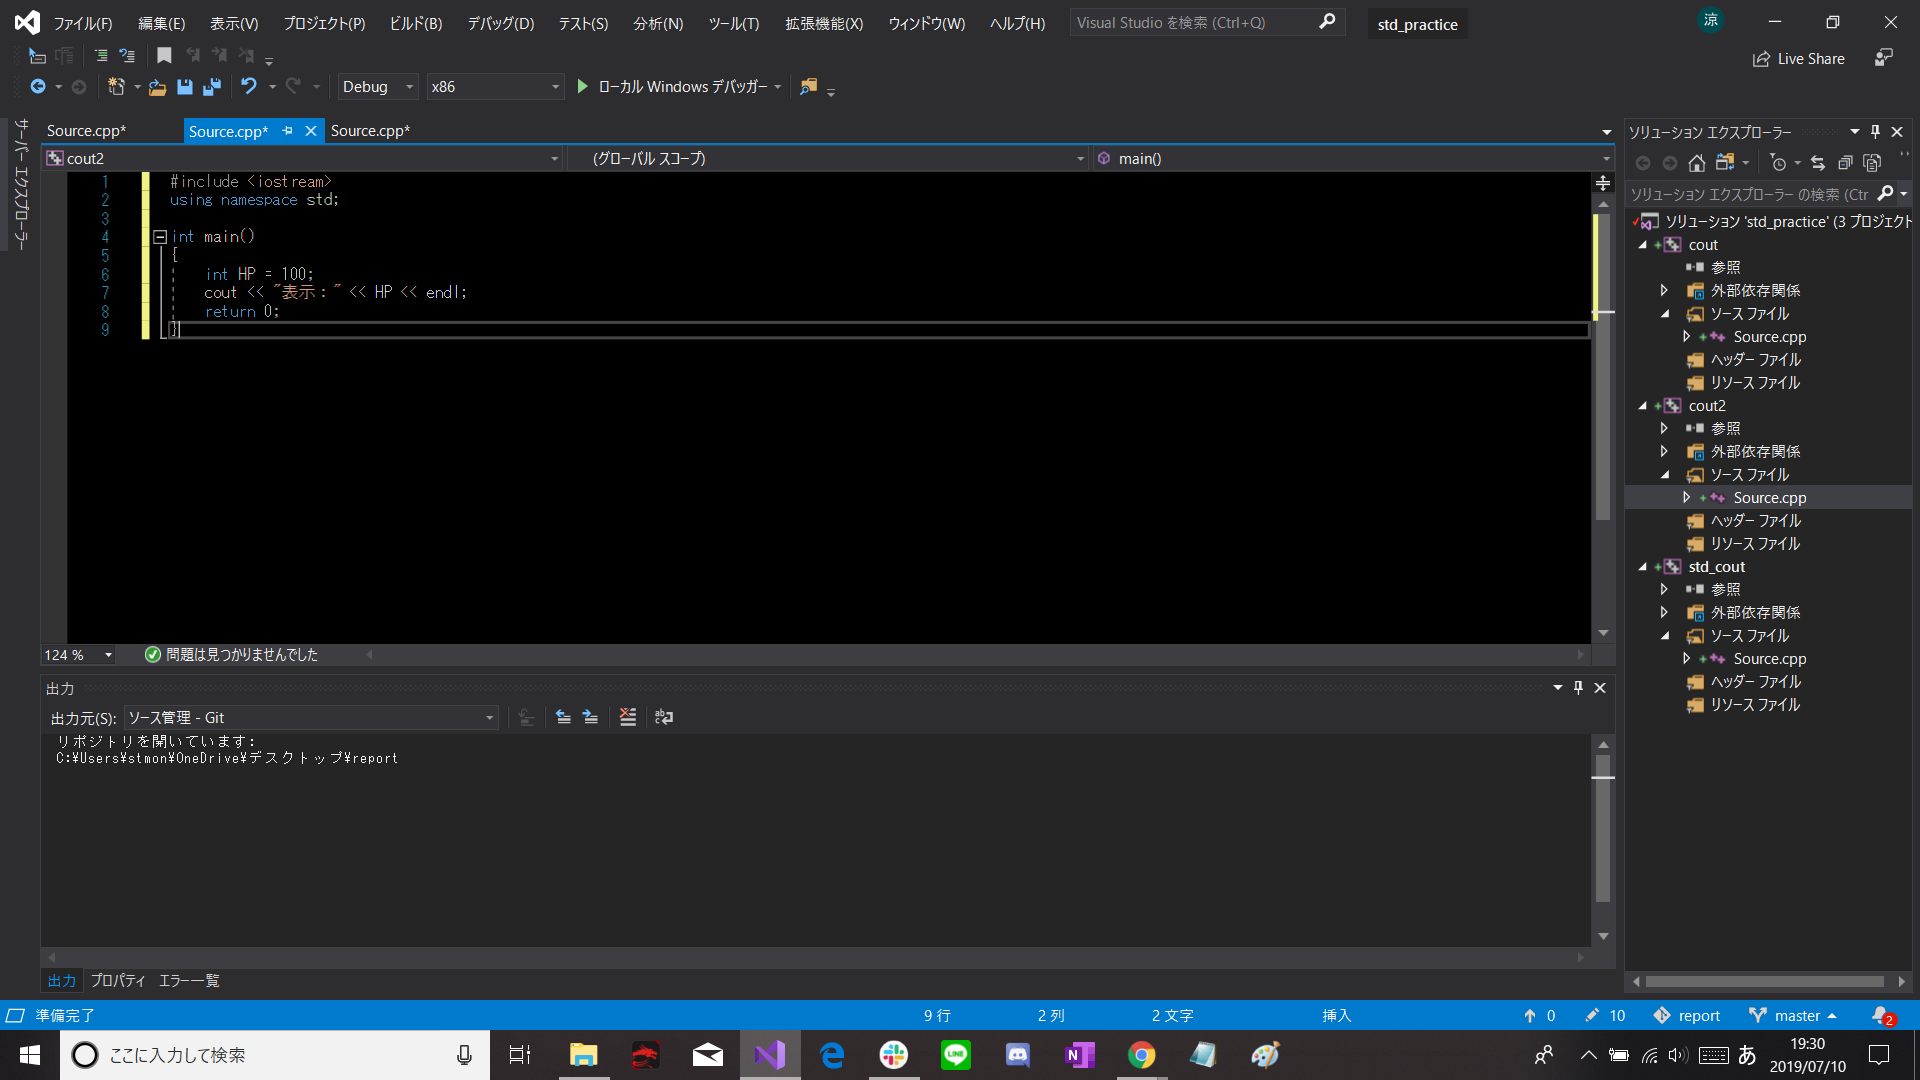 ファイル(F) 編集(E) 表示(V) プロジェクト(P) ビルド(B) デバッグ(D) テスト(S) 分析(N) ツール(T) 拡張機能(X) ウィンドウ(W) ヘルプ(H) Visual Studio を検索 (Ctrl+Q) std_practice 涼
Live Share
Debug x86 ローカル Windows デバッガー
サーバー エクスプローラー
Source.cpp* Source.cpp* Source.cpp*
cout2 (グローバル スコープ) main()
1 #include <iostream>
2 using namespace std;
3
4 int main()
5 {
6 int HP = 100;
7 cout << "表示：" << HP << endl;
8 return 0;
9 }
124 % 問題は見つかりませんでした
出力
出力元(S): ソース管理 - Git
リポジトリを開いています:
C:¥Users¥stmon¥OneDrive¥デスクトップ¥report
出力 プロパティ エラー一覧
ソリューション エクスプローラー
ソリューション エクスプローラー の検索 (Ctr
ソリューション 'std_practice' (3 プロジェクト
cout
参照
外部依存関係
ソース ファイル
Source.cpp
ヘッダー ファイル
リソース ファイル
cout2
参照
外部依存関係
ソース ファイル
Source.cpp
ヘッダー ファイル
リソース ファイル
std_cout
参照
外部依存関係
ソース ファイル
Source.cpp
ヘッダー ファイル
リソース ファイル
準備完了 9 行 2 列 2 文字 挿入 0 10 report master 2
ここに入力して検索 LINE N あ 19:30
2019/07/10